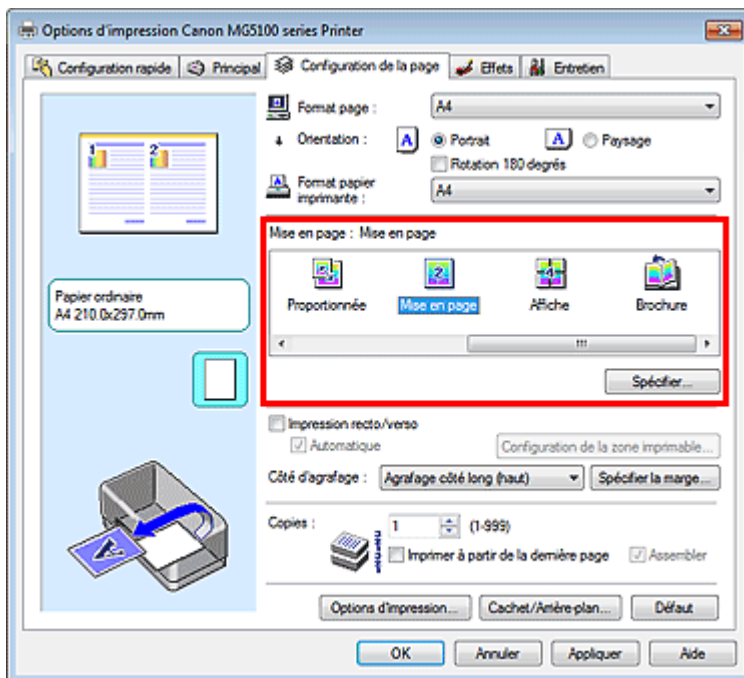 Options d'impression Canon MG5100 series Printer
Configuration rapide Principal Configuration de la page Effets Entretien
Format page : A4
Orientation : A Portrait A Paysage
Rotation 180 degrés
Format papier imprimante : A4
1 2
Mise en page : Mise en page
Proportionnée Mise en page Affiche Brochure
Papier ordinaire
A4 210.0x297.0mm
Spécifier...
Impression recto/verso
Automatique Configuration de la zone imprimable...
Côté d'agrafage : Agrafage côté long (haut) Spécifier la marge...
Copies : 1 (1-999)
Imprimer à partir de la dernière page Assembler
Options d'impression... Cachet/Arrière-plan... Défaut
OK Annuler Appliquer Aide